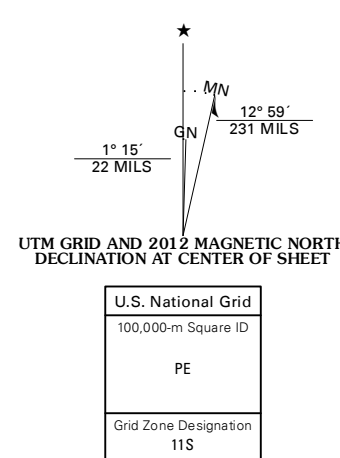 ★
MN
12° 59´
231 MILS
GN
1° 15´
22 MILS
UTM GRID AND 2012 MAGNETIC NORTH
DECLINATION AT CENTER OF SHEET
U.S. National Grid
100,000-m Square ID
PE
Grid Zone Designation
11S